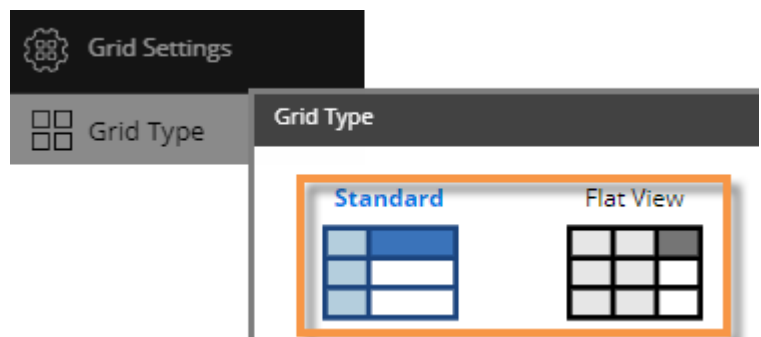 Grid Settings
Grid Type
Grid Type
Standard
Flat View